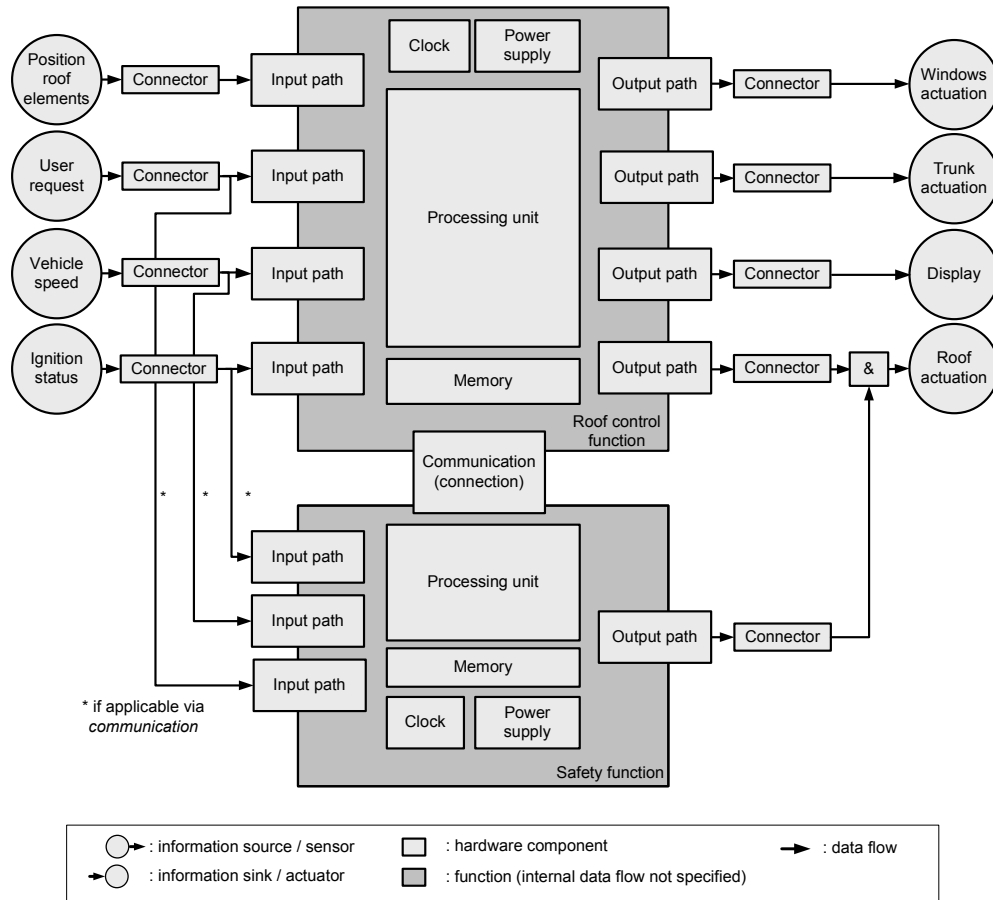 Clock
Power
supply
Position
roof
elements
Connector
Input path
Output path
Connector
Windows
actuation
User
request
Connector
Input path
Processing unit
Output path
Connector
Trunk
actuation
Vehicle
speed
Connector
Input path
Output path
Connector
Display
Ignition
status
Connector
Input path
Memory
Output path
Connector
&
Roof
actuation
Roof control
function
Communication
(connection)
*
*
*
Input path
Processing unit
Input path
Output path
Connector
Input path
Memory
* if applicable via
communication
Clock
Power
supply
Safety function
: information source / sensor
: hardware component
: data flow
: information sink / actuator
: function (internal data flow not specified)